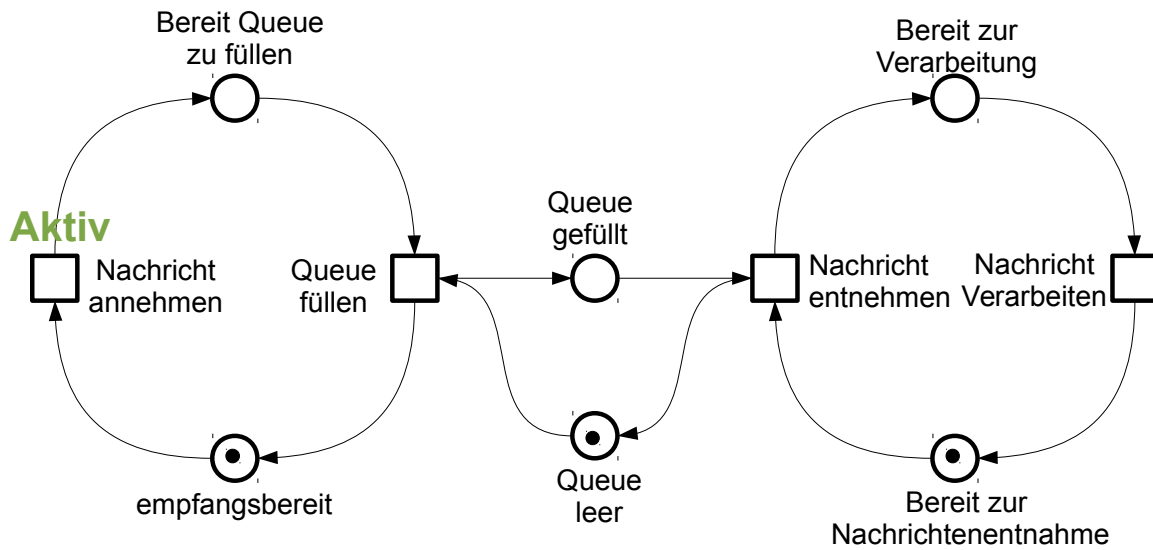 Bereit Queue
zu füllen
Bereit zur
Verarbeitung
Aktiv
Nachricht
annehmen
Queue
füllen
Queue
gefüllt
Nachricht
entnehmen
Nachricht
Verarbeiten
empfangsbereit
Queue
leer
Bereit zur
Nachrichtenentnahme